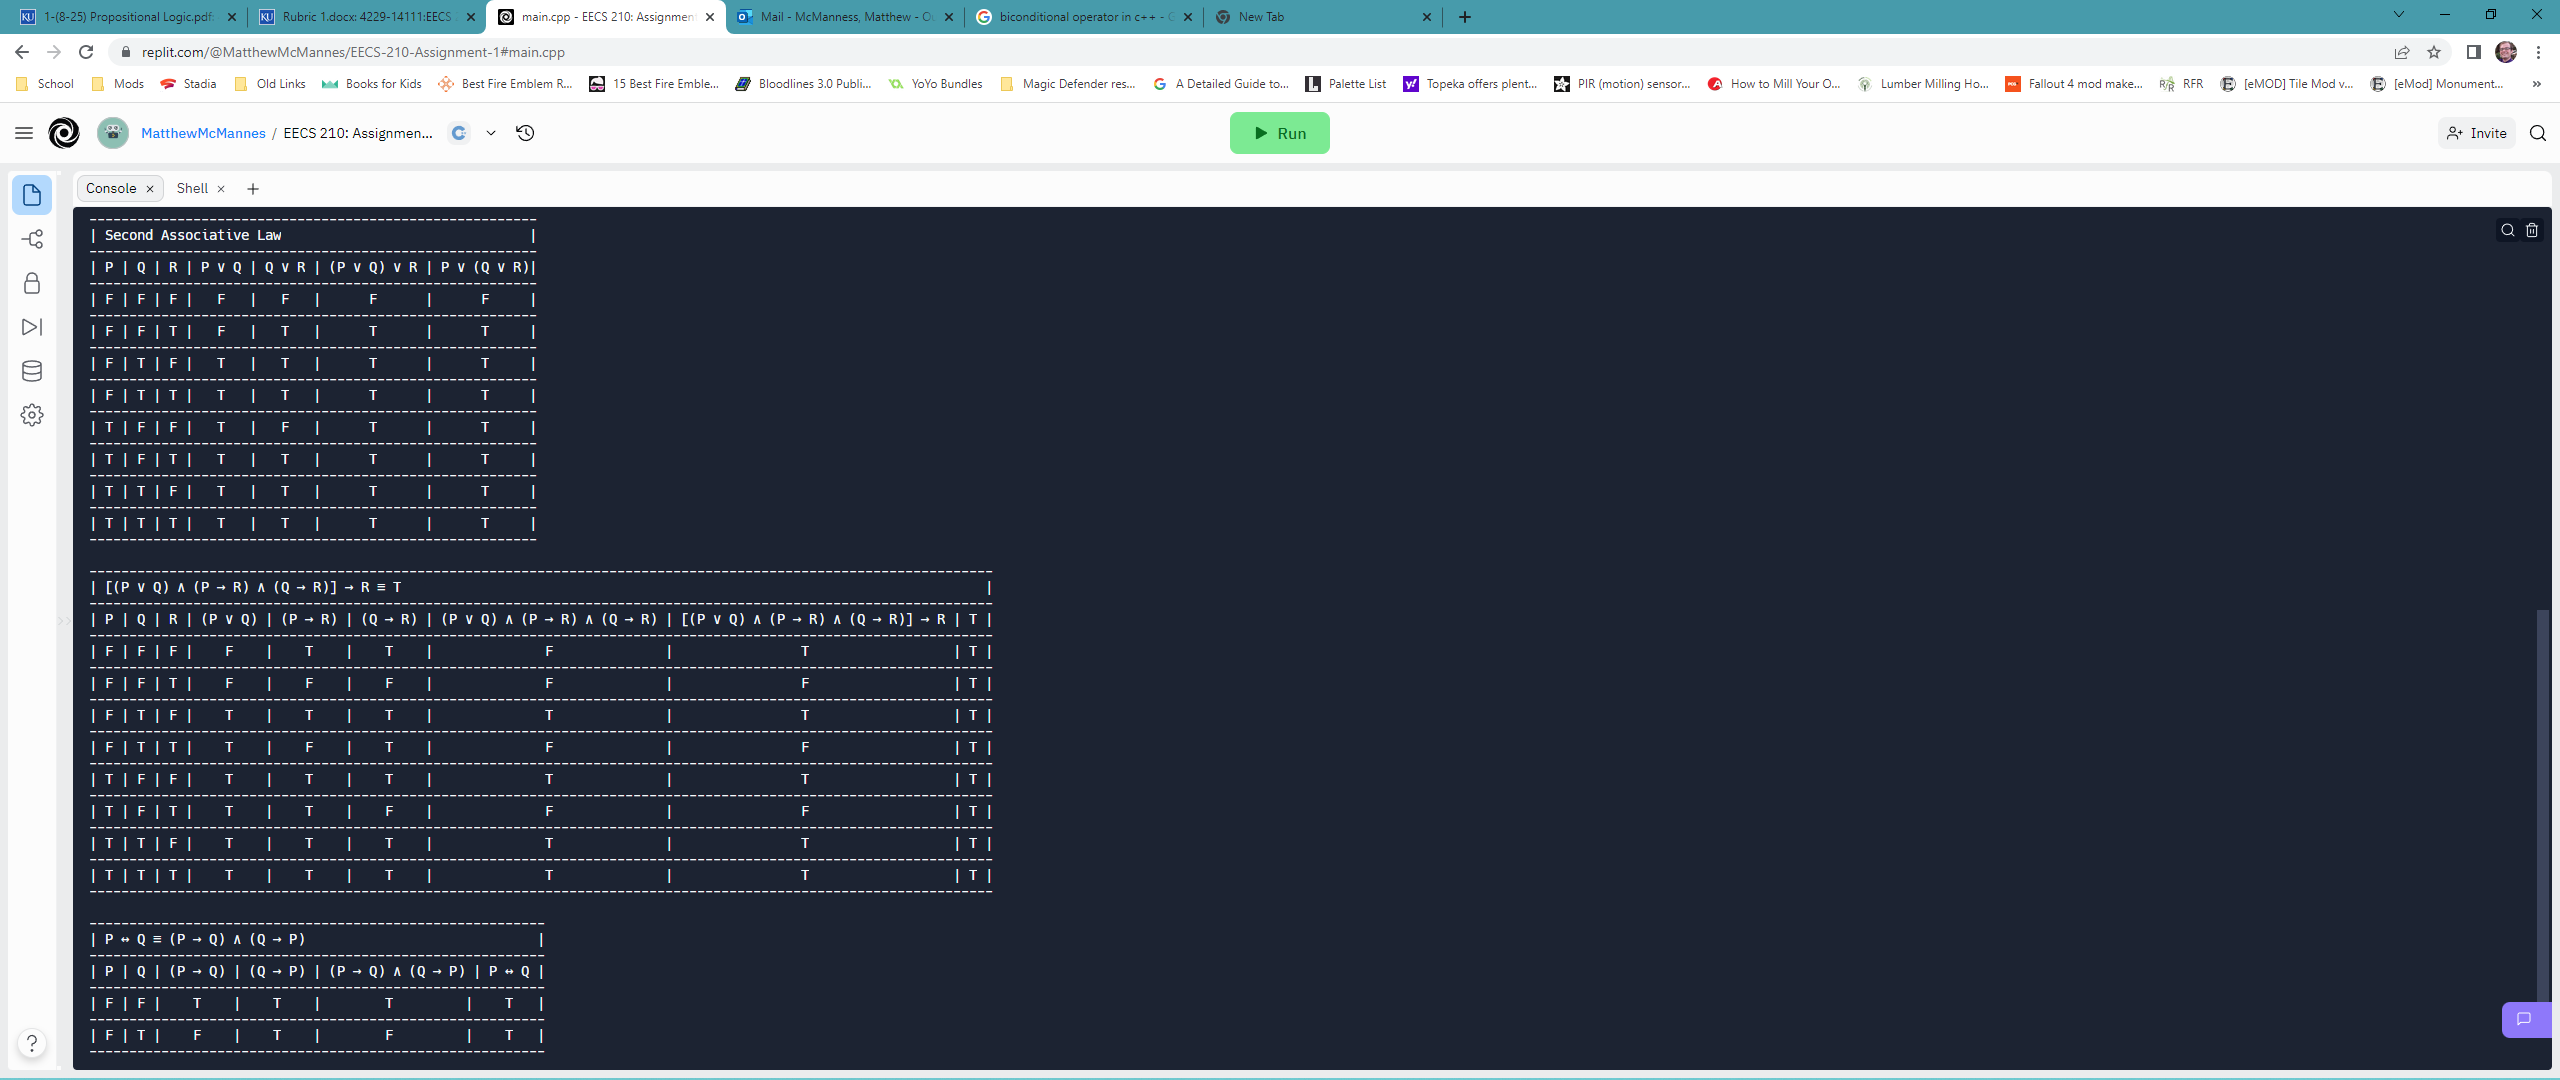 1-(8-25) Propositional Logic.pdf:
Rubric 1.docx: 4229-14111:EECS
main.cpp - EECS 210: Assignment
Mail - McManness, Matthew - Ou
biconditional operator in c++ - G
New Tab
replit.com/@MatthewMcMannes/EECS-210-Assignment-1#main.cpp
School Mods Stadia Old Links Books for Kids Best Fire Emblem R... 15 Best Fire Emble... Bloodlines 3.0 Publi... YoYo Bundles Magic Defender res... A Detailed Guide to... Palette List Topeka offers plent... PIR (motion) sensor... How to Mill Your O... Lumber Milling Ho... Fallout 4 mod make... RFR [eMOD] Tile Mod v... [eMod] Monument... »
MatthewMcMannes / EECS 210: Assignmen...
Run
Invite
Console × Shell × +
-------------------------------------------------------
| Second Associative Law |
-------------------------------------------------------
| P | Q | R | P ∨ Q | Q ∨ R | (P ∨ Q) ∨ R | P ∨ (Q ∨ R)|
-------------------------------------------------------
| F | F | F | F | F | F | F |
-------------------------------------------------------
| F | F | T | F | T | T | T |
-------------------------------------------------------
| F | T | F | T | T | T | T |
-------------------------------------------------------
| F | T | T | T | T | T | T |
-------------------------------------------------------
| T | F | F | T | F | T | T |
-------------------------------------------------------
| T | F | T | T | T | T | T |
-------------------------------------------------------
| T | T | F | T | T | T | T |
-------------------------------------------------------
| T | T | T | T | T | T | T |
-------------------------------------------------------
-------------------------------------------------------
| [(P ∨ Q) ∧ (P → R) ∧ (Q → R)] → R ≡ T |
-------------------------------------------------------
| P | Q | R | (P ∨ Q) | (P → R) | (Q → R) | (P ∨ Q) ∧ (P → R) ∧ (Q → R) | [(P ∨ Q) ∧ (P → R) ∧ (Q → R)] → R | T |
-------------------------------------------------------
| F | F | F | F | T | T | F | T | T |
-------------------------------------------------------
| F | F | T | F | F | F | F | F | T |
-------------------------------------------------------
| F | T | F | T | T | T | T | T | T |
-------------------------------------------------------
| F | T | T | T | F | T | F | F | T |
-------------------------------------------------------
| T | F | F | T | T | T | T | T | T |
-------------------------------------------------------
| T | F | T | T | T | F | F | F | T |
-------------------------------------------------------
| T | T | F | T | T | T | T | T | T |
-------------------------------------------------------
| T | T | T | T | T | T | T | T | T |
-------------------------------------------------------
-------------------------------------------------------
| P ↔ Q ≡ (P → Q) ∧ (Q → P) |
-------------------------------------------------------
| P | Q | (P → Q) | (Q → P) | (P → Q) ∧ (Q → P) | P ↔ Q |
-------------------------------------------------------
| F | F | T | T | T | T |
-------------------------------------------------------
| F | T | F | T | F | T |
-------------------------------------------------------
?